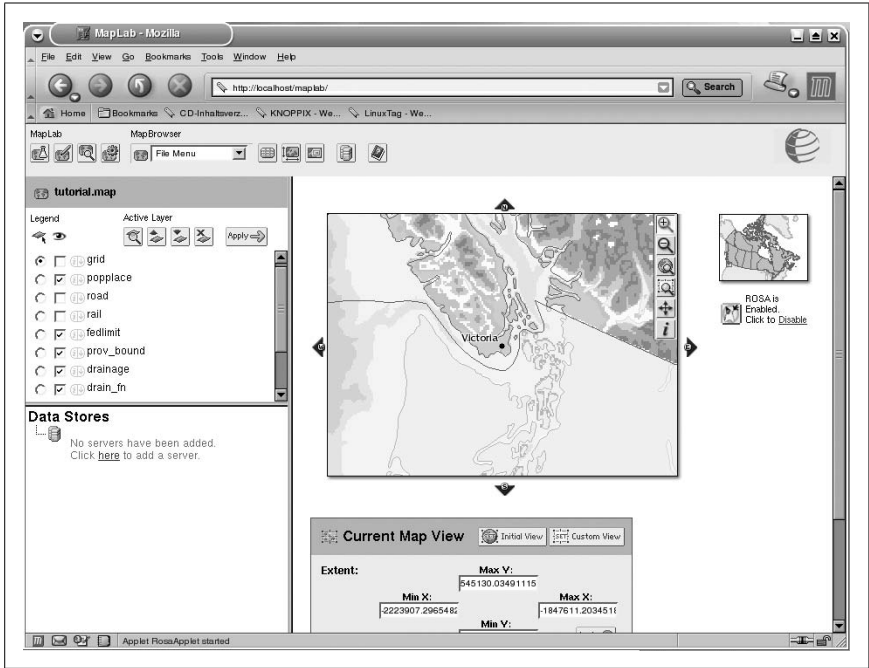 MapLab - Mozilla
File Edit View Go Bookmarks Tools Window Help
http://localhost/maplab/
Search
Home Bookmarks CD-Inhaltsverz... KNOPPIX - We... LinuxTag - We...
MapLab
MapBrowser
File Menu
tutorial.map
Legend
Active Layer
Apply
grid
popplace
road
rail
fedlimit
prov_bound
drainage
drain_fn
Data Stores
No servers have been added.
Click here to add a server.
N
Victoria
i
W
E
S
ROSA is
Enabled.
Click to Disable
Current Map View
Initial View
SET
Custom View
Extent:
Max Y:
545130.03491115
Min X:
Max X:
-2223907.2965482
-1847611.2034518
Min Y:
Applet RosaApplet started